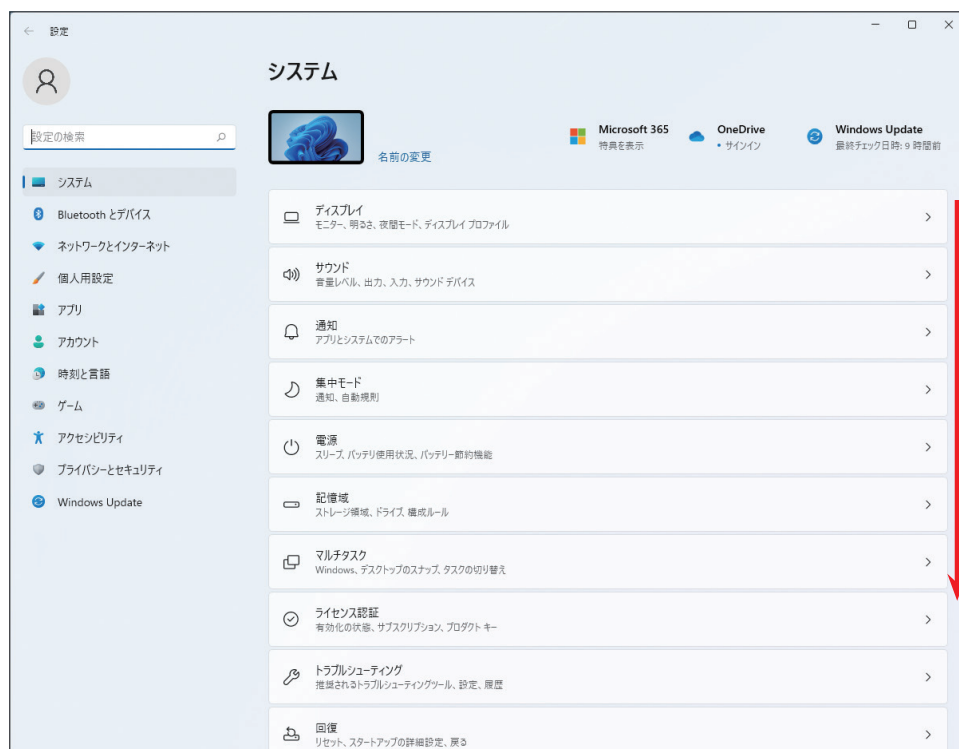 設定
システム
設定の検索
名前の変更
Microsoft 365
特典を表示
OneDrive
• サインイン
Windows Update
最終チェック日時: 9 時間前
システム
Bluetooth とデバイス
ネットワークとインターネット
個人用設定
アプリ
アカウント
時刻と言語
ゲーム
アクセシビリティ
プライバシーとセキュリティ
Windows Update
ディスプレイ
モニター、明るさ、夜間モード、ディスプレイ プロファイル
サウンド
音量レベル、出力、入力、サウンド デバイス
通知
アプリとシステムでのアラート
集中モード
通知、自動規則
電源
スリープ、バッテリ使用状況、バッテリー節約機能
記憶域
ストレージ領域、ドライブ、構成ルール
マルチタスク
Windows、デスクトップのスナップ、タスクの切り替え
ライセンス認証
有効化の状態、サブスクリプション、プロダクト キー
トラブルシューティング
推奨されるトラブルシューティングツール、設定、履歴
回復
リセット、スタートアップの詳細設定、戻る